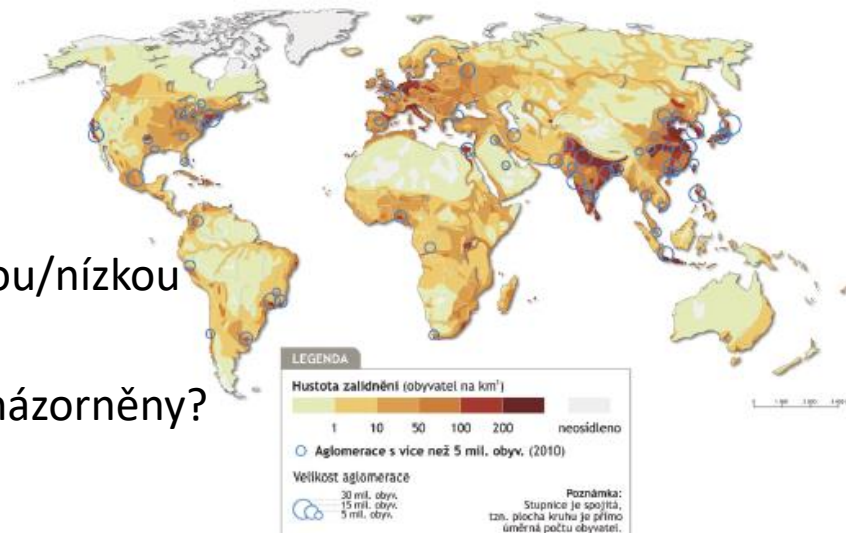 ou/nízkou
názorněny?
LEGENDA
Hustota zalidnění (obyvatel na km²)
1 10 50 100 200 neosídleno
Aglomerace s více než 5 mil. obyv. (2010)
Velikost aglomerace
30 mil. obyv.
15 mil. obyv.
5 mil. obyv.
Poznámka:
Stupnice je spojitá,
tzn. plocha kruhu je přímo
úměrná počtu obyvatel.